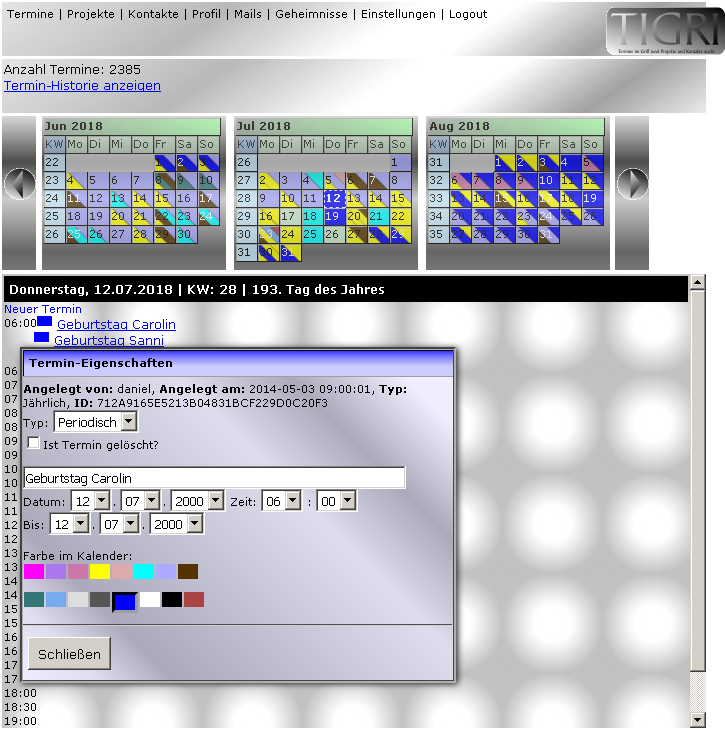 Termine | Projekte | Kontakte | Profil | Mails | Geheimnisse | Einstellungen | Logout
TIGRI
Termine im Griff (und Projekte und Kontakte auch)
Anzahl Termine: 2385
Termin-Historie anzeigen
Jun 2018
KW Mo Di Mi Do Fr Sa So
22 1 2 3
23 4 5 6 7 8 9 10
24 11 12 13 14 15 16 17
25 18 19 20 21 22 23 24
26 25 26 27 28 29 30
Jul 2018
KW Mo Di Mi Do Fr Sa So
26 1
27 2 3 4 5 6 7 8
28 9 10 11 12 13 14 15
29 16 17 18 19 20 21 22
30 23 24 25 26 27 28 29
31 30 31
Aug 2018
KW Mo Di Mi Do Fr Sa So
31 1 2 3 4 5
32 6 7 8 9 10 11 12
33 13 14 15 16 17 18 19
34 20 21 22 23 24 25 26
35 27 28 29 30 31
Donnerstag, 12.07.2018 | KW: 28 | 193. Tag des Jahres
Neuer Termin
06:00 Geburtstag Carolin
Geburtstag Sanni
Termin-Eigenschaften
Angelegt von: daniel, Angelegt am: 2014-05-03 09:00:01, Typ:
Jährlich, ID: 712A9165E5213B04831BCF229D0C20F3
Typ: Periodisch
Ist Termin gelöscht?
Geburtstag Carolin
Datum: 12 . 07 . 2000 Zeit: 06 : 00
Bis: 12 . 07 . 2000
Farbe im Kalender:
Schließen
06
07
07
08
08
09
09
10
10
11
11
12
12
13
13
14
14
15
15
16
16
17
17
18:00
18:30
19:00